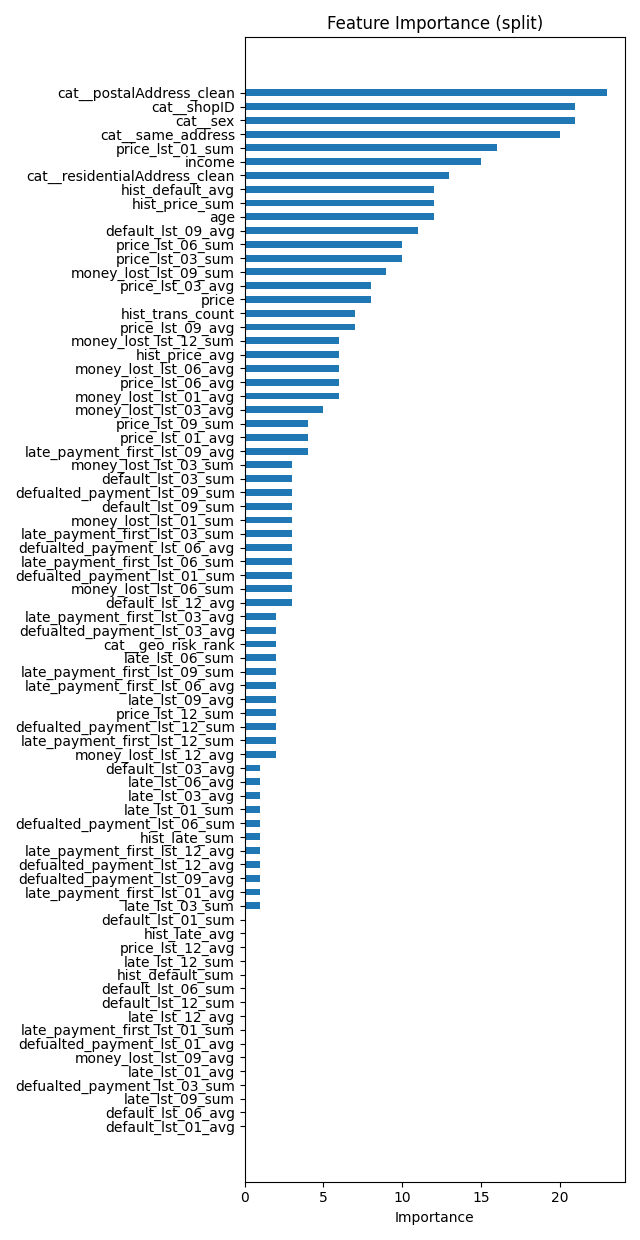 Feature Importance (split)
cat__postalAddress_clean
cat__shopID
cat__sex
cat__same_address
price_lst_01_sum
income
cat__residentialAddress_clean
hist_default_avg
hist_price_sum
age
default_lst_09_avg
price_lst_06_sum
price_lst_03_sum
money_lost_lst_09_sum
price_lst_03_avg
price
hist_trans_count
price_lst_09_avg
money_lost_lst_12_sum
hist_price_avg
money_lost_lst_06_avg
price_lst_06_avg
money_lost_lst_01_avg
money_lost_lst_03_avg
price_lst_09_sum
price_lst_01_avg
late_payment_first_lst_09_avg
money_lost_lst_03_sum
default_lst_03_sum
defualted_payment_lst_09_sum
default_lst_09_sum
money_lost_lst_01_sum
late_payment_first_lst_03_sum
defualted_payment_lst_06_avg
late_payment_first_lst_06_sum
defualted_payment_lst_01_sum
money_lost_lst_06_sum
default_lst_12_avg
late_payment_first_lst_03_avg
defualted_payment_lst_03_avg
cat__geo_risk_rank
late_lst_06_sum
late_payment_first_lst_09_sum
late_payment_first_lst_06_avg
late_lst_09_avg
price_lst_12_sum
defualted_payment_lst_12_sum
late_payment_first_lst_12_sum
money_lost_lst_12_avg
default_lst_03_avg
late_lst_06_avg
late_lst_03_avg
late_lst_01_sum
defualted_payment_lst_06_sum
hist_late_sum
late_payment_first_lst_12_avg
defualted_payment_lst_12_avg
defualted_payment_lst_09_avg
late_payment_first_lst_01_avg
late_lst_03_sum
default_lst_01_sum
hist_late_avg
price_lst_12_avg
late_lst_12_sum
hist_default_sum
default_lst_06_sum
default_lst_12_sum
late_lst_12_avg
late_payment_first_lst_01_sum
defualted_payment_lst_01_avg
money_lost_lst_09_avg
late_lst_01_avg
defualted_payment_lst_03_sum
late_lst_09_sum
default_lst_06_avg
default_lst_01_avg
0 5 10 15 20
Importance